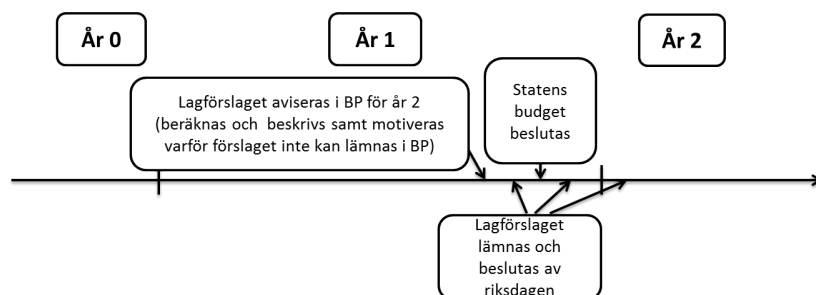 År 0
År 1
År 2
Lagförslaget aviseras i BP för år 2
(beräknas och beskrivs samt motiveras
varför förslaget inte kan lämnas i BP)
Statens
budget
beslutas
Lagförslaget
lämnas och
beslutas av
riksdagen